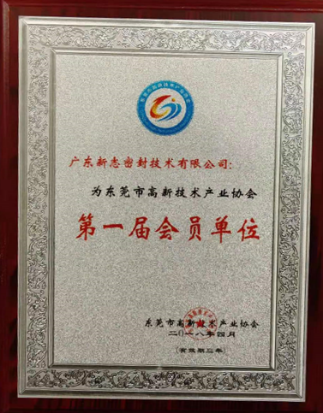 广东新态密封技术有限公司:
为东莞市高新技术产业协会
第一届会员单位
东莞市高新技术产业协会
二〇一八年四月